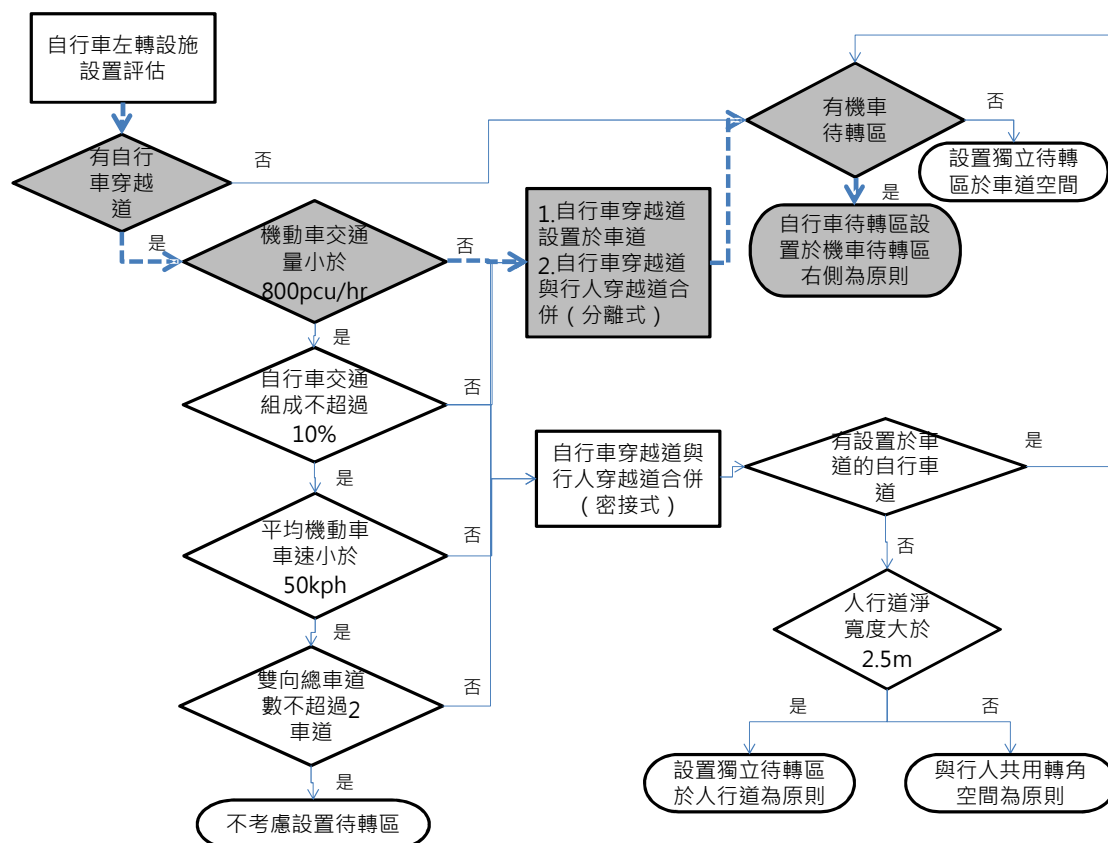 自行車左轉設施
設置評估
有自行
車穿越
道
否
是
機動車交通
量小於
800pcu/hr
否
是
1.自行車穿越道
設置於車道
2.自行車穿越道
與行人穿越道合
併（分離式）
有機車
待轉區
否
設置獨立待轉
區於車道空間
是
自行車待轉區設
置於機車待轉區
右側為原則
自行車交通
組成不超過
10%
否
是
平均機動車
車速小於
50kph
否
是
雙向總車道
數不超過2
車道
否
是
不考慮設置待轉區
自行車穿越道與
行人穿越道合併
（密接式）
有設置於車
道的自行車
道
是
否
人行道淨
寬度大於
2.5m
是
否
設置獨立待轉區
於人行道為原則
與行人共用轉角
空間為原則